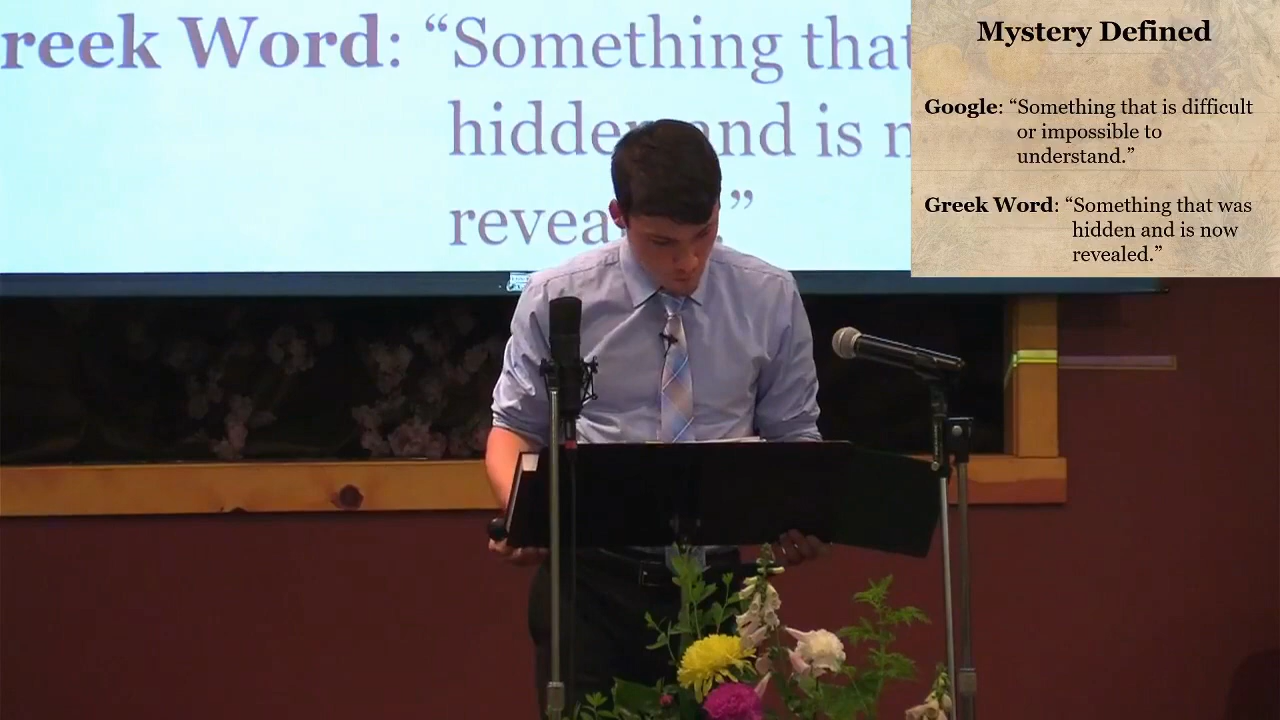 reek Word: “Something that
hidden and is n
revea .”
Mystery Defined
Google: “Something that is difficult
or impossible to
understand.”
Greek Word: “Something that was
hidden and is now
revealed.”